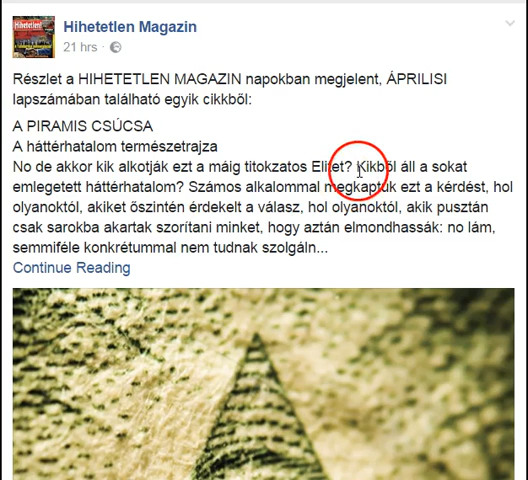 Hihetetlen!
Hihetetlen Magazin
21 hrs ·
Részlet a HIHETETLEN MAGAZIN napokban megjelent, ÁPRILISI
lapszámában található egyik cikkből:
A PIRAMIS CSÚCSA
A háttérhatalom természetrajza
No de akkor kik alkotják ezt a máig titokzatos Elitet? Kikből áll a sokat
emlegetett háttérhatalom? Számos alkalommal megkaptuk ezt a kérdést, hol
olyanoktól, akiket őszintén érdekelt a válasz, hol olyanoktól, akik pusztán
csak sarokba akartak szorítani minket, hogy aztán elmondhassák: no lám,
semmiféle konkrétummal nem tudnak szolgáln...
Continue Reading